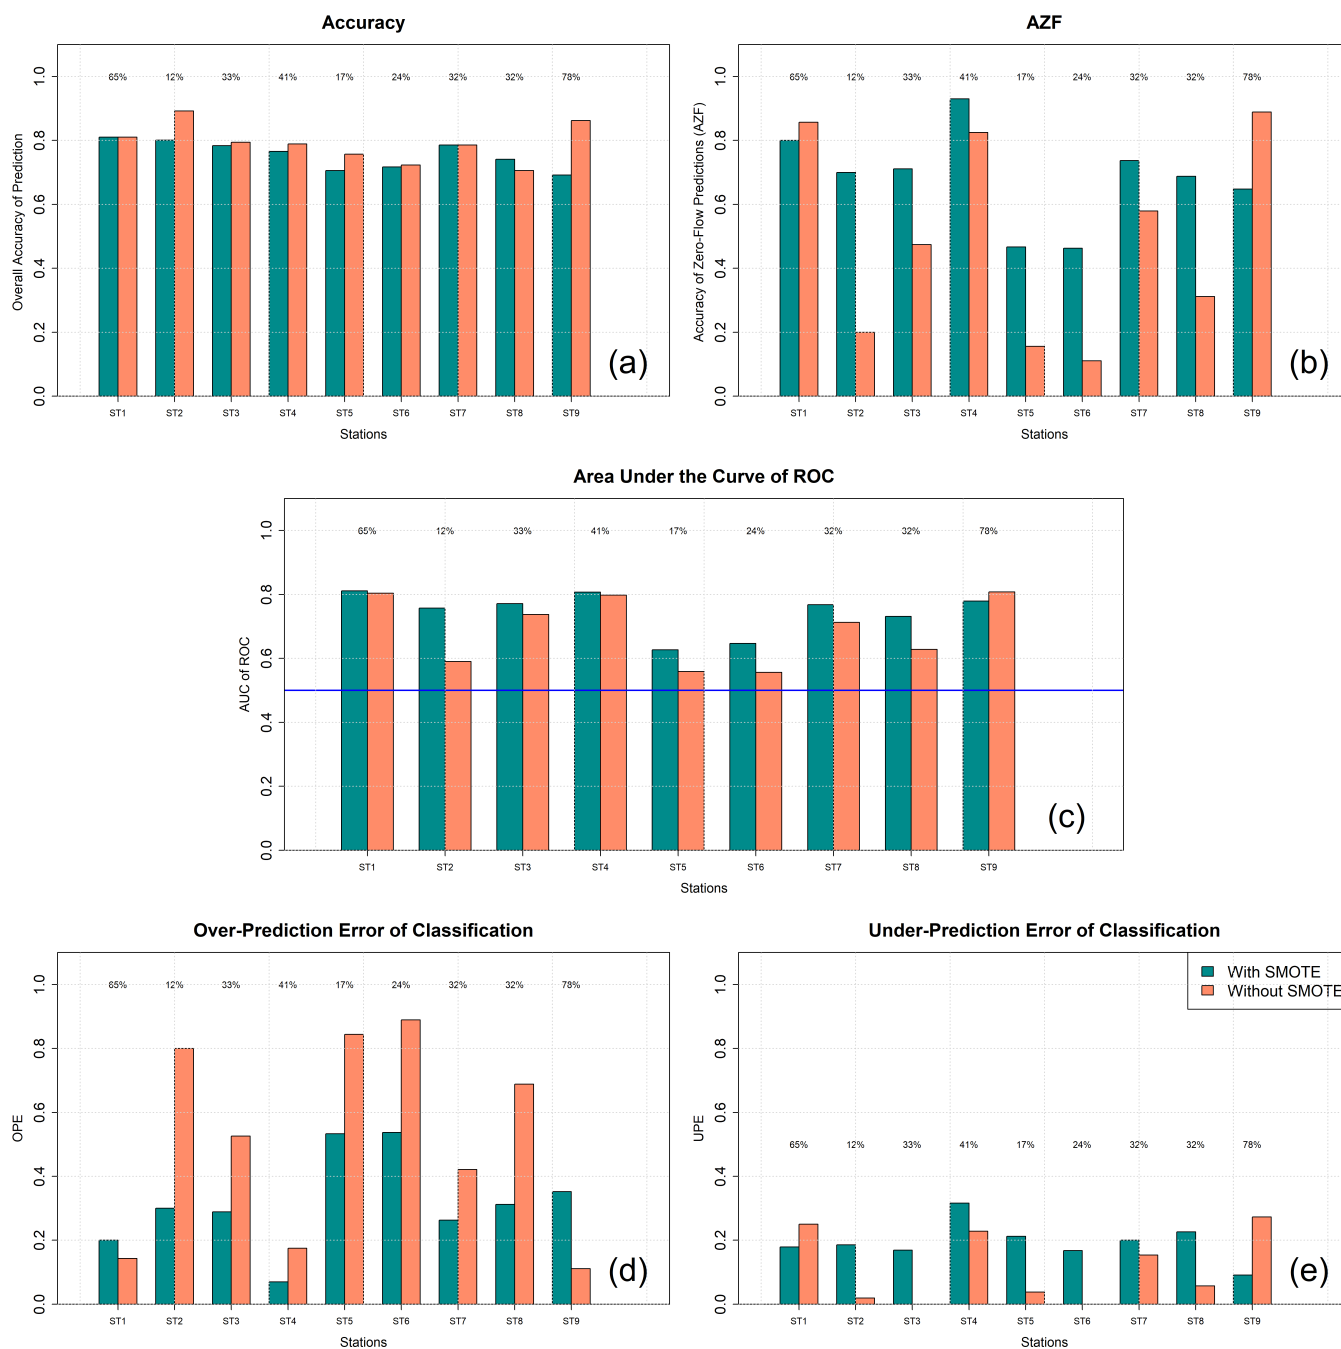 Accuracy
Overall Accuracy of Prediction
0.0 0.2 0.4 0.6 0.8 1.0
65% 12% 33% 41% 17% 24% 32% 32% 78%
(a)
ST1 ST2 ST3 ST4 ST5 ST6 ST7 ST8 ST9
Stations
AZF
Accuracy of Zero-Flow Predictions (AZF)
0.0 0.2 0.4 0.6 0.8 1.0
65% 12% 33% 41% 17% 24% 32% 32% 78%
(b)
ST1 ST2 ST3 ST4 ST5 ST6 ST7 ST8 ST9
Stations
Area Under the Curve of ROC
AUC of ROC
0.0 0.2 0.4 0.6 0.8 1.0
65% 12% 33% 41% 17% 24% 32% 32% 78%
(c)
ST1 ST2 ST3 ST4 ST5 ST6 ST7 ST8 ST9
Stations
Over-Prediction Error of Classification
OPE
0.0 0.2 0.4 0.6 0.8 1.0
65% 12% 33% 41% 17% 24% 32% 32% 78%
(d)
ST1 ST2 ST3 ST4 ST5 ST6 ST7 ST8 ST9
Stations
Under-Prediction Error of Classification
UPE
0.0 0.2 0.4 0.6 0.8 1.0
With SMOTE
Without SMOTE
65% 12% 33% 41% 17% 24% 32% 32% 78%
(e)
ST1 ST2 ST3 ST4 ST5 ST6 ST7 ST8 ST9
Stations